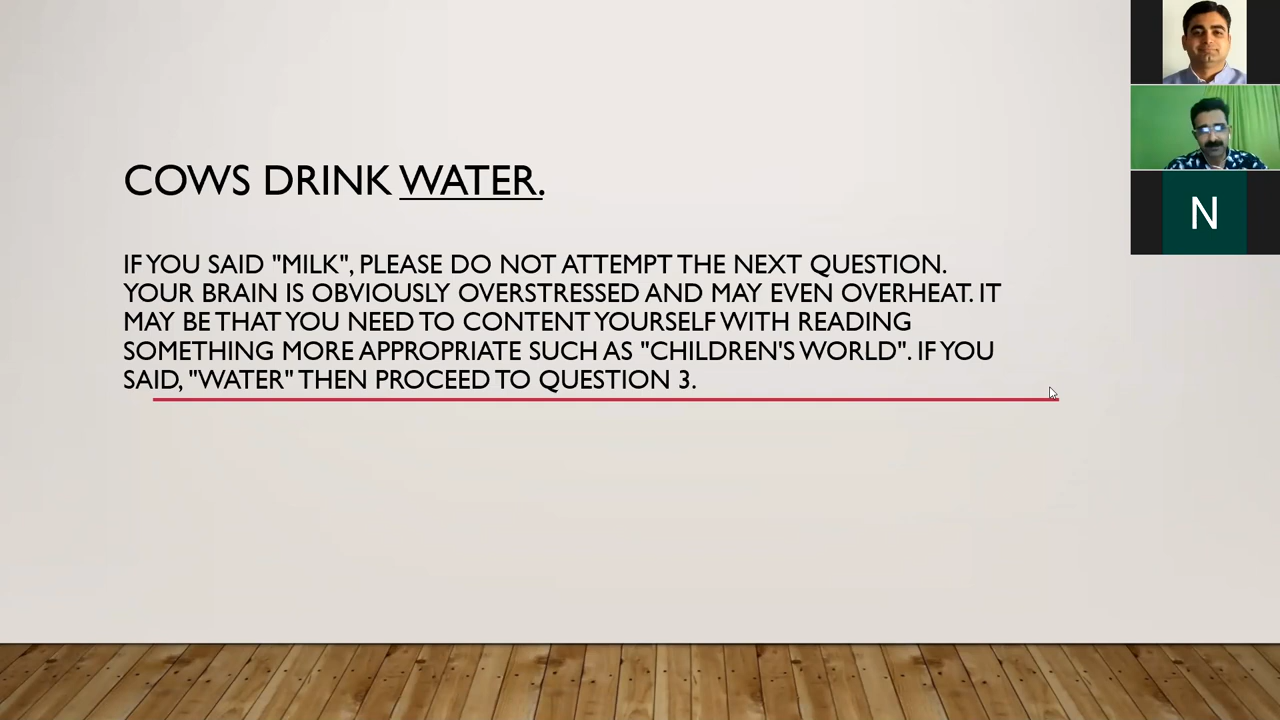 COWS DRINK WATER.
IF YOU SAID "MILK", PLEASE DO NOT ATTEMPT THE NEXT QUESTION.
YOUR BRAIN IS OBVIOUSLY OVERSTRESSED AND MAY EVEN OVERHEAT. IT
MAY BE THAT YOU NEED TO CONTENT YOURSELF WITH READING
SOMETHING MORE APPROPRIATE SUCH AS "CHILDREN'S WORLD". IF YOU
SAID, "WATER" THEN PROCEED TO QUESTION 3.
N